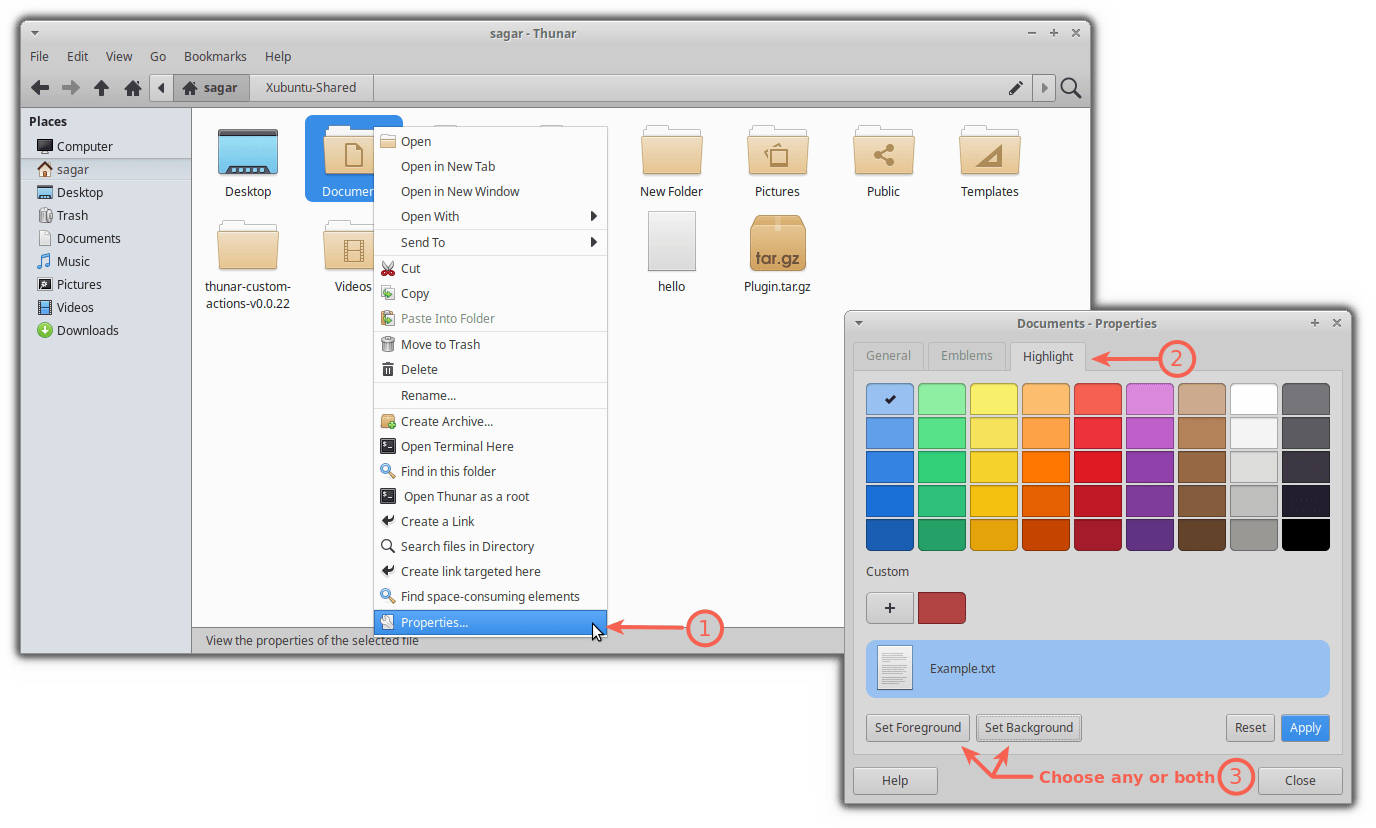 sagar - Thunar
File Edit View Go Bookmarks Help
sagar Xubuntu-Shared
Places
Computer
sagar
Desktop
Trash
Documents
Music
Pictures
Videos
Downloads
Desktop
New Folder Pictures Public Templates
thunar-custom-
actions-v0.0.22
Videos
hello
tar.gz
Plugin.tar.gz
Open
Open in New Tab
Open in New Window
Open With
Send To
Cut
Copy
Paste Into Folder
Move to Trash
Delete
Rename...
Create Archive...
Open Terminal Here
Find in this folder
Open Thunar as a root
Create a Link
Search files in Directory
Create link targeted here
Find space-consuming elements
Properties...
1
View the properties of the selected file
Documents - Properties
General Emblems Highlight
2
Custom
+
Example.txt
Set Foreground Set Background Reset Apply
Choose any or both 3
Help Close